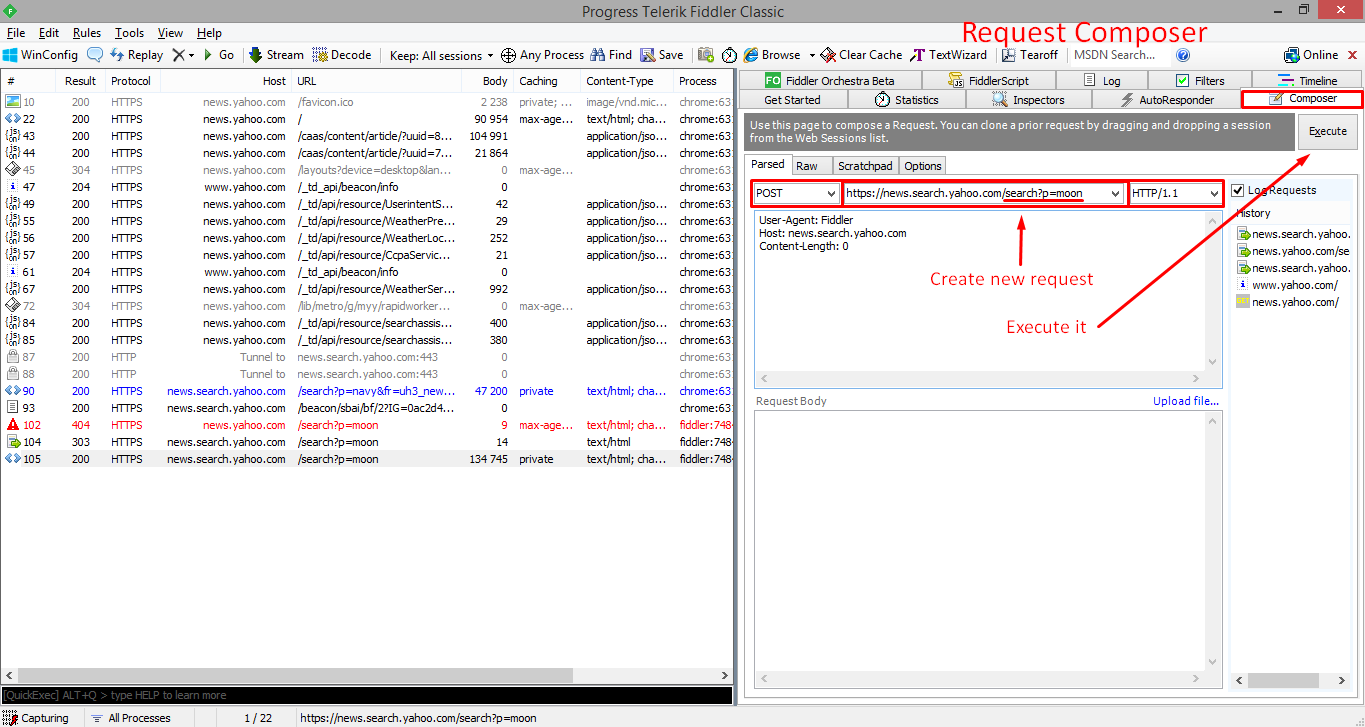 Progress Telerik Fiddler Classic
File Edit Rules Tools View Help
Request Composer
WinConfig Replay Go Stream Decode Keep: All sessions Any Process Find Save Browse Clear Cache TextWizard Tearoff MSDN Search... Online
# Result Protocol Host URL Body Caching Content-Type Process
10 200 HTTPS news.yahoo.com /favicon.ico 2 238 private; ... image/vnd.mic... chrome:631
22 200 HTTPS news.yahoo.com / 90 954 max-age... text/html; cha... chrome:631
43 200 HTTPS news.yahoo.com /caas/content/article/?uuid=8... 104 991 application/jso... chrome:631
44 200 HTTPS news.yahoo.com /caas/content/article/?uuid=7... 21 864 application/jso... chrome:631
45 304 HTTPS news.yahoo.com /layouts?device=desktop&lan... 0 max-age... chrome:631
47 204 HTTPS www.yahoo.com /_td_api/beacon/info 0 chrome:631
49 200 HTTPS news.yahoo.com /_td/api/resource/UserintentS... 42 application/jso... chrome:631
55 200 HTTPS news.yahoo.com /_td/api/resource/WeatherPre... 29 application/jso... chrome:631
56 200 HTTPS news.yahoo.com /_td/api/resource/WeatherLoc... 252 application/jso... chrome:631
57 200 HTTPS news.yahoo.com /_td/api/resource/CcpaServic... 21 application/jso... chrome:631
61 204 HTTPS www.yahoo.com /_td_api/beacon/info 0 chrome:631
67 200 HTTPS news.yahoo.com /_td/api/resource/WeatherSer... 992 application/jso... chrome:631
72 304 HTTPS news.yahoo.com /lib/metro/g/myy/rapidworker... 0 max-age... chrome:631
84 200 HTTPS news.yahoo.com /_td/api/resource/searchassis... 400 application/jso... chrome:631
85 200 HTTPS news.yahoo.com /_td/api/resource/searchassis... 380 application/jso... chrome:631
87 200 HTTP Tunnel to news.search.yahoo.com:443 0 chrome:631
88 200 HTTP Tunnel to news.search.yahoo.com:443 0 chrome:631
90 200 HTTPS news.search.yahoo.com /search?p=navy&fr=uh3_new... 47 200 private text/html; cha... chrome:631
93 200 HTTPS news.search.yahoo.com /beacon/sbai/bf/2?IG=0ac2d4... 0 chrome:631
102 404 HTTPS news.search.yahoo.com /search?p=moon 9 max-age... text/html; cha... fiddler:748
104 303 HTTPS news.search.yahoo.com /search?p=moon 14 text/html fiddler:748
105 200 HTTPS news.search.yahoo.com /search?p=moon 134 745 private text/html; cha... fiddler:748
[QuickExec] ALT+Q > type HELP to learn more
Capturing All Processes 1 / 22 https://news.search.yahoo.com/search?p=moon
FO Fiddler Orchestra Beta FiddlerScript Log Filters Timeline
Get Started Statistics Inspectors AutoResponder Composer
Use this page to compose a Request. You can clone a prior request by dragging and dropping a session
from the Web Sessions list.
Execute
Parsed Raw Scratchpad Options
POST https://news.search.yahoo.com/search?p=moon HTTP/1.1
User-Agent: Fiddler
Host: news.search.yahoo.com
Content-Length: 0
Create new request
Execute it
Request Body Upload file...
Log Requests
History
news.search.yahoo.
news.yahoo.com/se
news.search.yahoo.
www.yahoo.com/
news.yahoo.com/